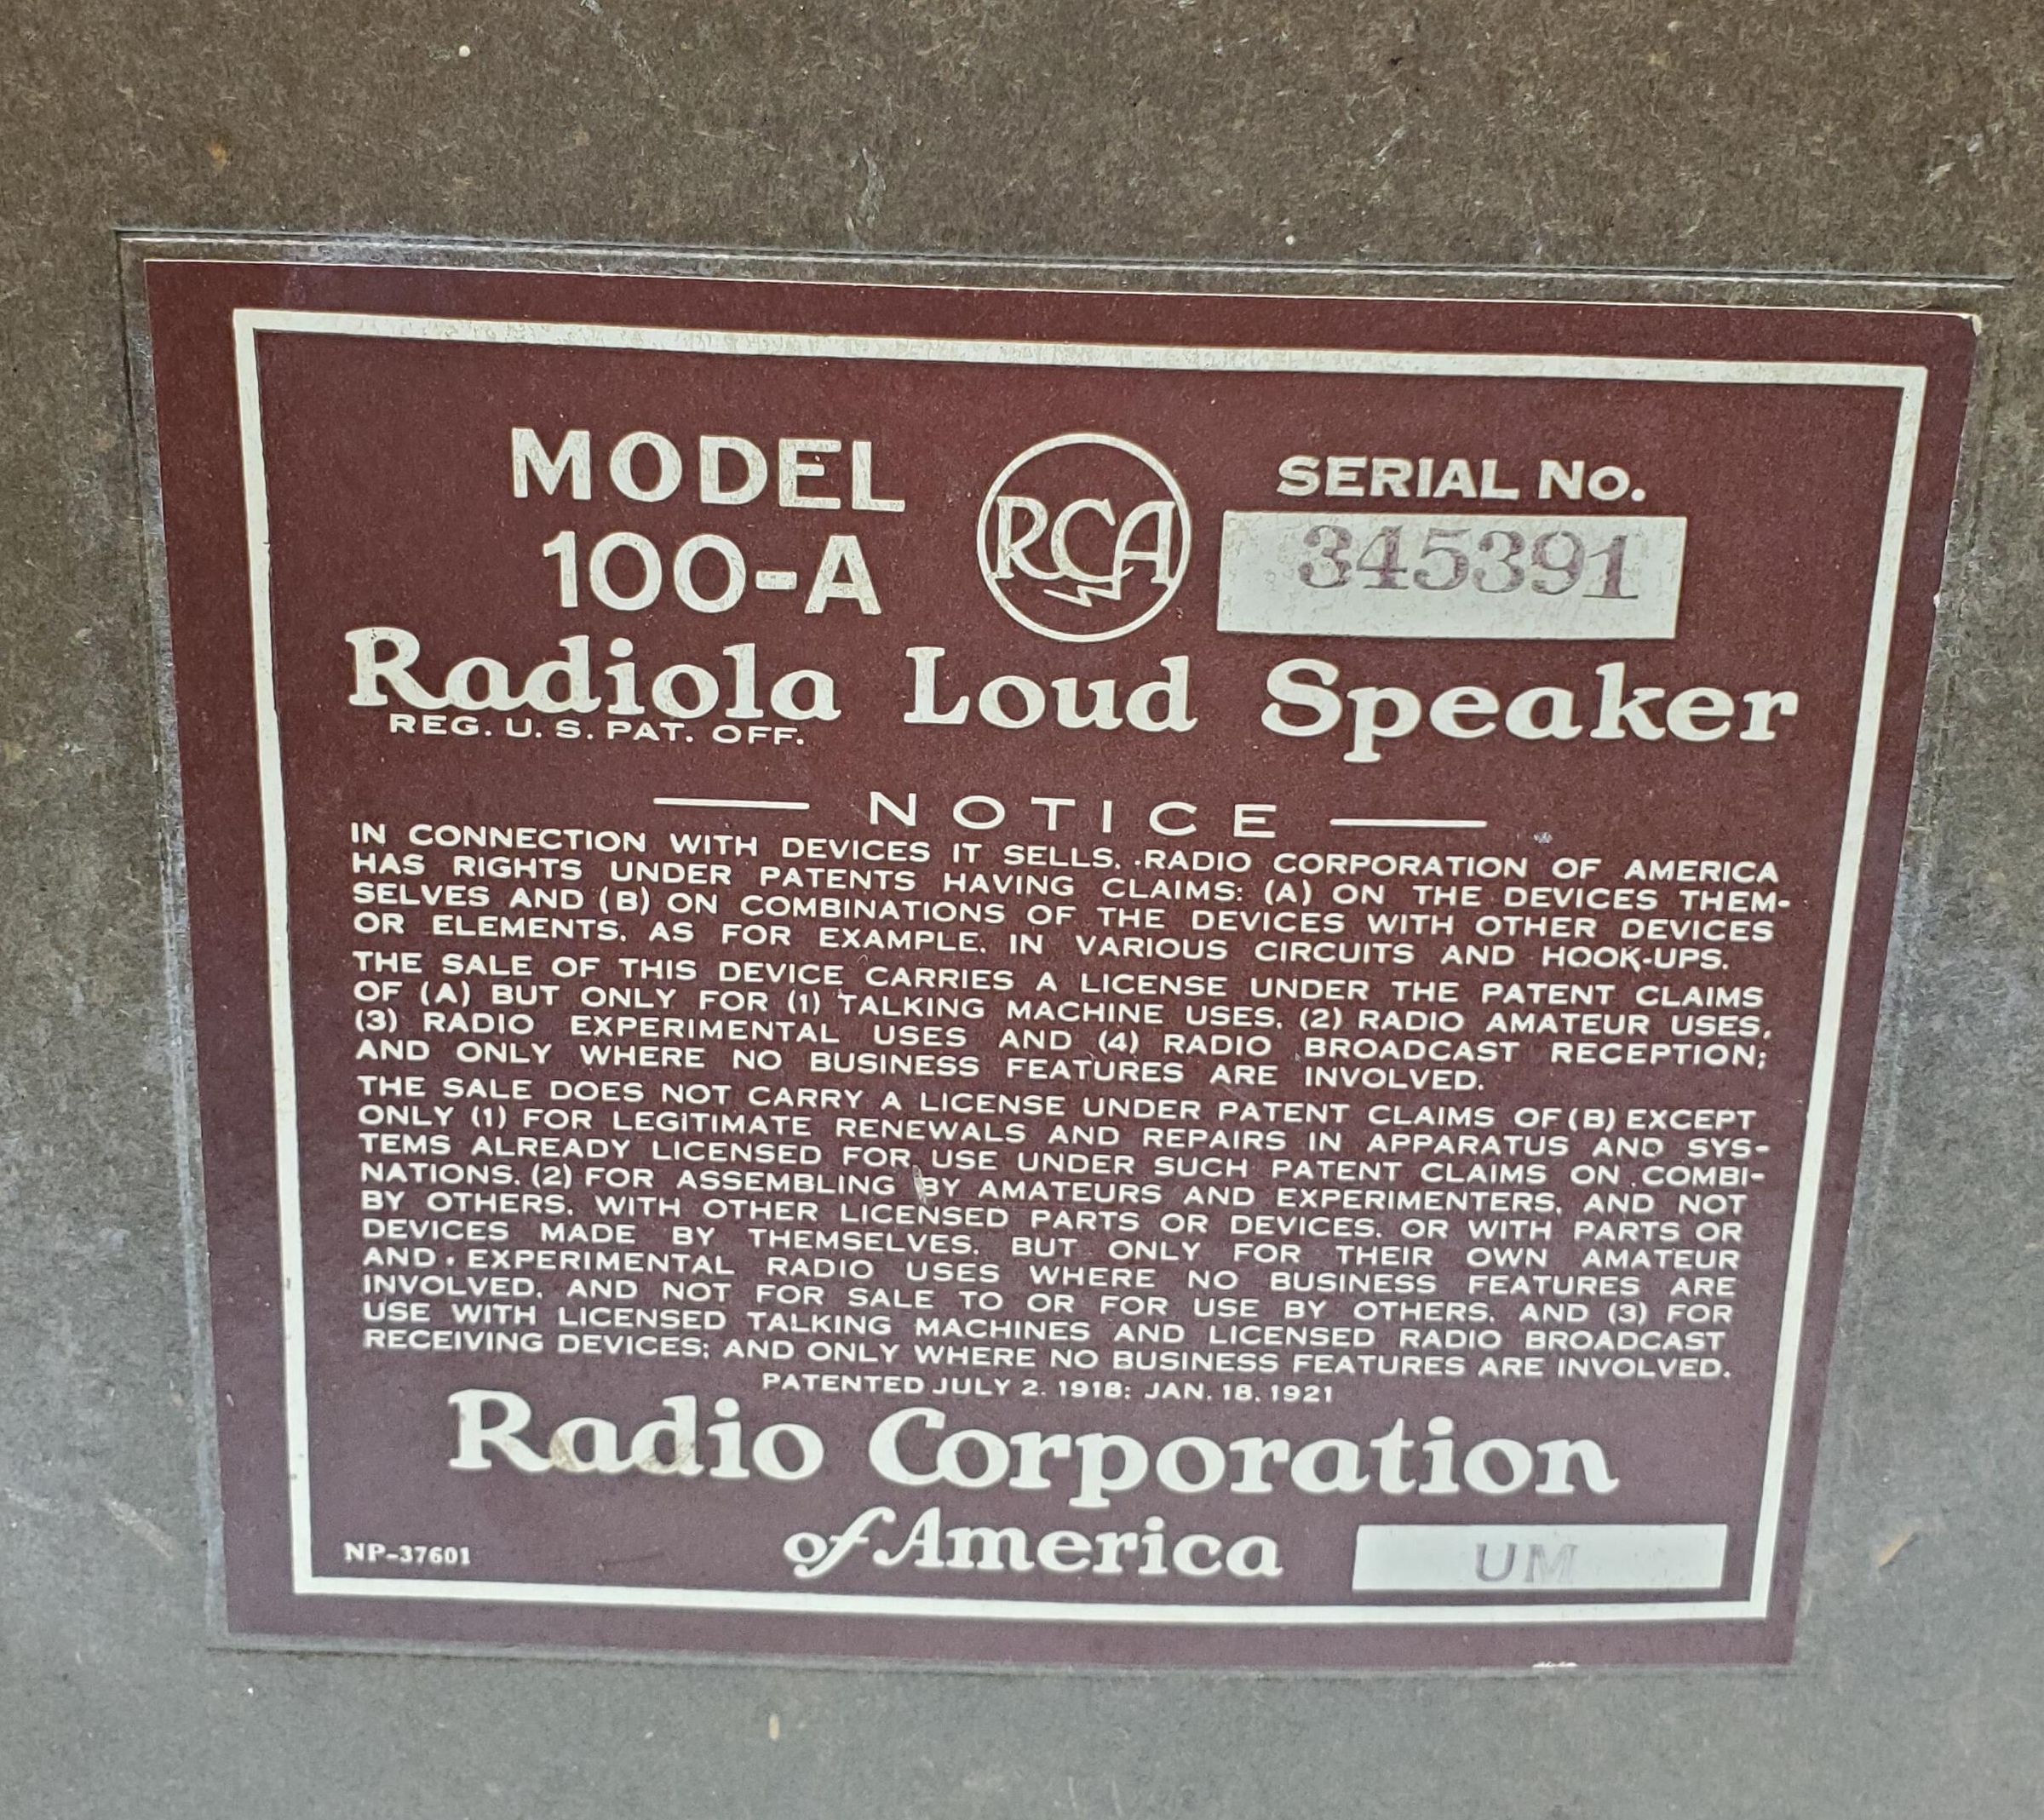 MODEL
100-A
RCA
SERIAL No.
345391
Radiola Loud Speaker
REG. U. S. PAT. OFF.
NOTICE
IN CONNECTION WITH DEVICES IT SELLS, RADIO CORPORATION OF AMERICA
HAS RIGHTS UNDER PATENTS HAVING CLAIMS: (A) ON THE DEVICES THEM-
SELVES AND (B) ON COMBINATIONS OF THE DEVICES WITH OTHER DEVICES
OR ELEMENTS, AS FOR EXAMPLE, IN VARIOUS CIRCUITS AND HOOK-UPS.
THE SALE OF THIS DEVICE CARRIES A LICENSE UNDER THE PATENT CLAIMS
OF (A) BUT ONLY FOR (1) TALKING MACHINE USES, (2) RADIO AMATEUR USES,
(3) RADIO EXPERIMENTAL USES AND (4) RADIO BROADCAST RECEPTION;
AND ONLY WHERE NO BUSINESS FEATURES ARE INVOLVED.
THE SALE DOES NOT CARRY A LICENSE UNDER PATENT CLAIMS OF (B) EXCEPT
ONLY (1) FOR LEGITIMATE RENEWALS AND REPAIRS IN APPARATUS AND SYS-
TEMS ALREADY LICENSED FOR USE UNDER SUCH PATENT CLAIMS ON COMBI-
NATIONS, (2) FOR ASSEMBLING BY AMATEURS AND EXPERIMENTERS, AND NOT
BY OTHERS, WITH OTHER LICENSED PARTS OR DEVICES, OR WITH PARTS OR
DEVICES MADE BY THEMSELVES, BUT ONLY FOR THEIR OWN AMATEUR
AND EXPERIMENTAL RADIO USES WHERE NO BUSINESS FEATURES ARE
INVOLVED, AND NOT FOR SALE TO OR FOR USE BY OTHERS, AND (3) FOR
USE WITH LICENSED TALKING MACHINES AND LICENSED RADIO BROADCAST
RECEIVING DEVICES; AND ONLY WHERE NO BUSINESS FEATURES ARE INVOLVED.
PATENTED JULY 2, 1918; JAN. 18, 1921
Radio Corporation
of America
NP-37601
UM